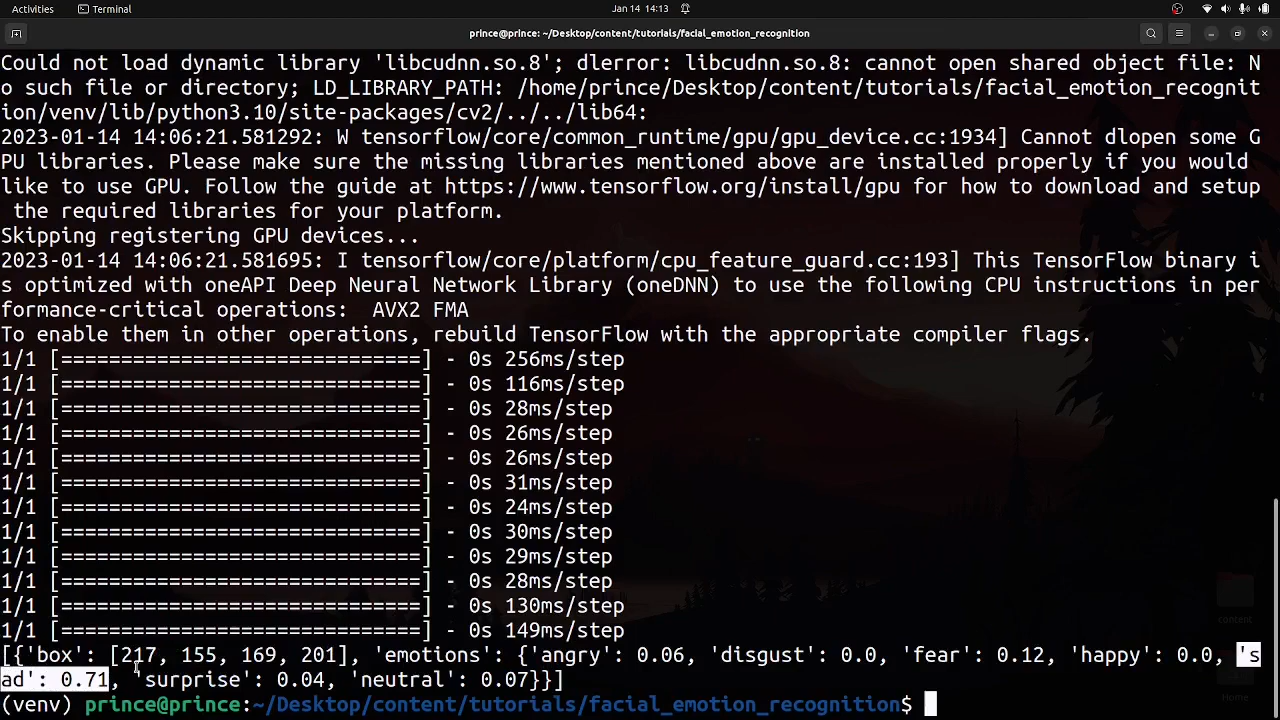 Activities
Terminal
Jan 14 14:13
prince@prince: ~/Desktop/content/tutorials/facial_emotion_recognition
Could not load dynamic library 'libcudnn.so.8'; dlerror: libcudnn.so.8: cannot open shared object file: N
o such file or directory; LD_LIBRARY_PATH: /home/prince/Desktop/content/tutorials/facial_emotion_recognit
ion/venv/lib/python3.10/site-packages/cv2/../../lib64:
2023-01-14 14:06:21.581292: W tensorflow/core/common_runtime/gpu/gpu_device.cc:1934] Cannot dlopen some G
PU libraries. Please make sure the missing libraries mentioned above are installed properly if you would 
like to use GPU. Follow the guide at https://www.tensorflow.org/install/gpu for how to download and setup
 the required libraries for your platform.
Skipping registering GPU devices...
2023-01-14 14:06:21.581695: I tensorflow/core/platform/cpu_feature_guard.cc:193] This TensorFlow binary i
s optimized with oneAPI Deep Neural Network Library (oneDNN) to use the following CPU instructions in per
formance-critical operations:  AVX2 FMA
To enable them in other operations, rebuild TensorFlow with the appropriate compiler flags.
1/1 [==============================] - 0s 256ms/step
1/1 [==============================] - 0s 116ms/step
1/1 [==============================] - 0s 28ms/step
1/1 [==============================] - 0s 26ms/step
1/1 [==============================] - 0s 26ms/step
1/1 [==============================] - 0s 31ms/step
1/1 [==============================] - 0s 24ms/step
1/1 [==============================] - 0s 30ms/step
1/1 [==============================] - 0s 29ms/step
1/1 [==============================] - 0s 28ms/step
1/1 [==============================] - 0s 130ms/step
1/1 [==============================] - 0s 149ms/step
[{'box': [217, 155, 169, 201], 'emotions': {'angry': 0.06, 'disgust': 0.0, 'fear': 0.12, 'happy': 0.0, 's
ad': 0.71, 'surprise': 0.04, 'neutral': 0.07}}]
(venv) prince@prince:~/Desktop/content/tutorials/facial_emotion_recognition$
content